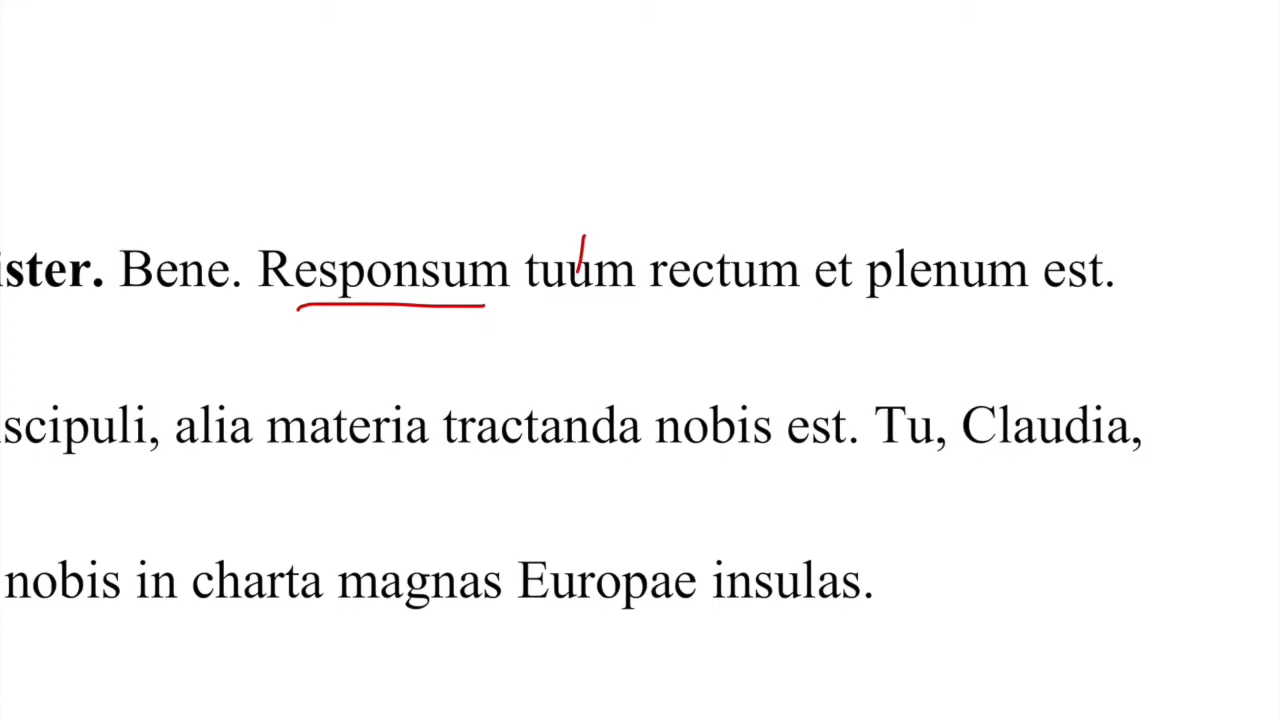 ister. Bene. Responsum tuum rectum et plenum est.
scipuli, alia materia tractanda nobis est. Tu, Claudia,
nobis in charta magnas Europae insulas.